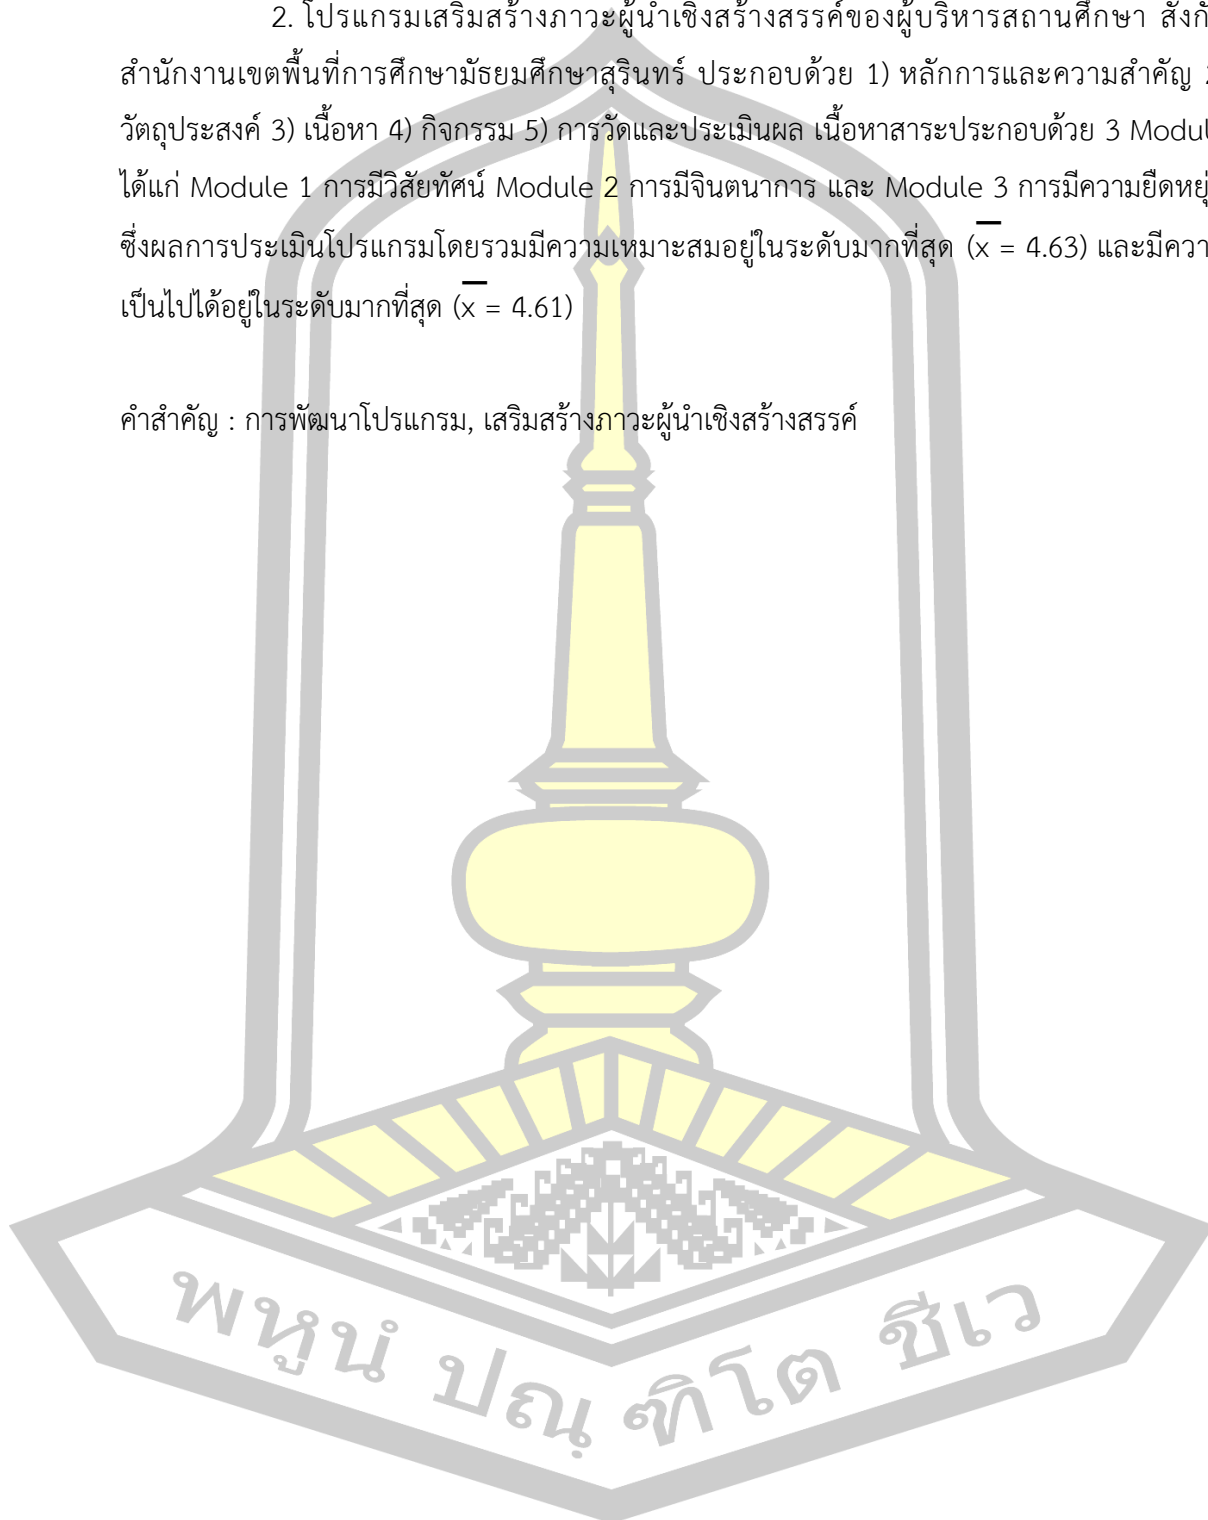 2. โปรแกรมเสริมสร้างภาวะผู้นำเชิงสร้างสรรค์ของผู้บริหารสถานศึกษา
สำนักงานเขตพื้นที่การศึกษามัธยมศึกษาสุรินทร์ ประกอบด้วย 1) หลักการและความสำคัญ
วัตถุประสงค์ 3) เนื้อหา 4) กิจกรรม 5) การวัดและประเมินผล เนื้อหาสาระประกอบด้วย 3
ได้แก่ Module 1 การมีวิสัยทัศน์ Module 2 การมีจินตนาการ และ Module 3
ซึ่งผลการประเมินโปรแกรมโดยรวมมีความเหมาะสมอยู่ในระดับมากที่สุด (x̅ = 4.63) และมีความ
เป็นไปได้อยู่ในระดับมากที่สุด (x̅ = 4.61)
คำสำคัญ : การพัฒนาโปรแกรม, เสริมสร้างภาวะผู้นำเชิงสร้างสรรค์
พหูนํ ปณฺฑิโต ชีเว